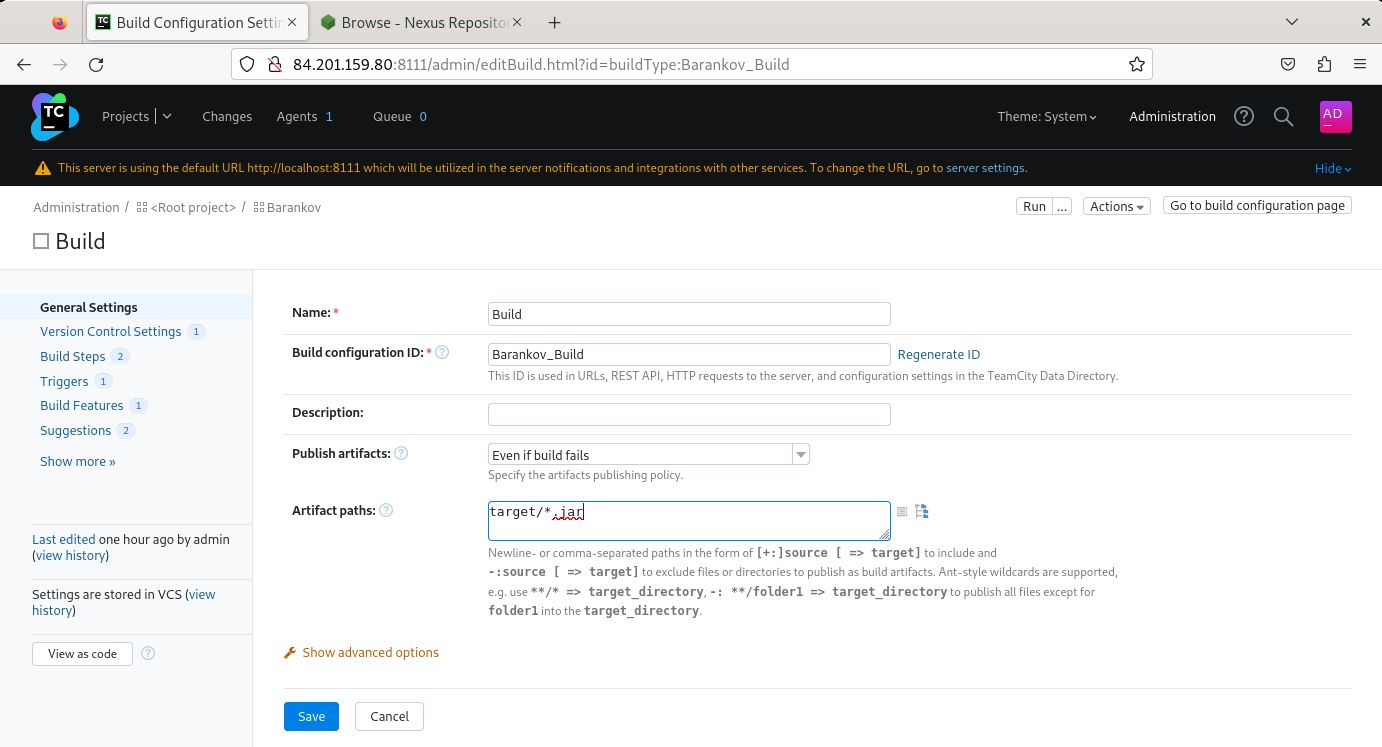 Build Configuration Settin
Browse - Nexus Reposito
84.201.159.80:8111/admin/editBuild.html?id=buildType:Barankov_Build
TC
Projects
Changes
Agents 1
Queue 0
Theme: System
Administration
AD
This server is using the default URL http://localhost:8111 which will be utilized in the server notifications and integrations with other services. To change the URL, go to server settings.
Hide
Administration / <Root project> / Barankov
Run ...
Actions
Go to build configuration page
Build
General Settings
Version Control Settings 1
Build Steps 2
Triggers 1
Build Features 1
Suggestions 2
Show more »
Last edited one hour ago by admin
(view history)
Settings are stored in VCS (view
history)
View as code ?
Name: *
Build
Build configuration ID: * ?
Barankov_Build
Regenerate ID
This ID is used in URLs, REST API, HTTP requests to the server, and configuration settings in the TeamCity Data Directory.
Description:
Publish artifacts: ?
Even if build fails
Specify the artifacts publishing policy.
Artifact paths: ?
target/*.jar
Newline- or comma-separated paths in the form of [+:]source [ => target] to include and
-:source [ => target] to exclude files or directories to publish as build artifacts. Ant-style wildcards are supported,
e.g. use **/* => target_directory, -: **/folder1 => target_directory to publish all files except for
folder1 into the target_directory.
Show advanced options
Save
Cancel